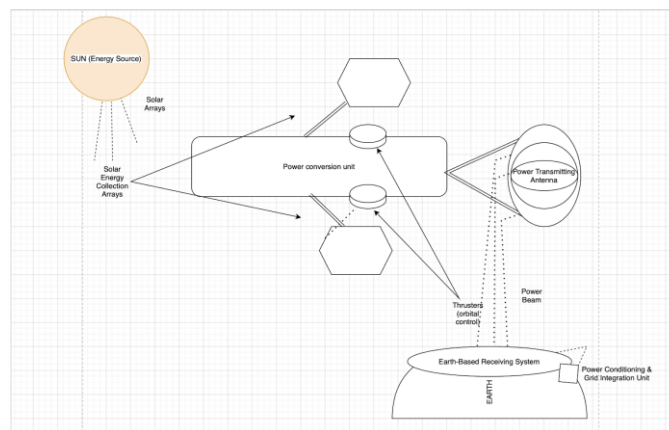 SUN (Energy Source)
Solar
Arrays
Solar
Energy
Collection
Arrays
Power conversion unit
Power Transmitting
Antenna
Thrusters
(orbital
control)
Power
Beam
Earth-Based Receiving System
Power Conditioning &
Grid Integration Unit
EARTH